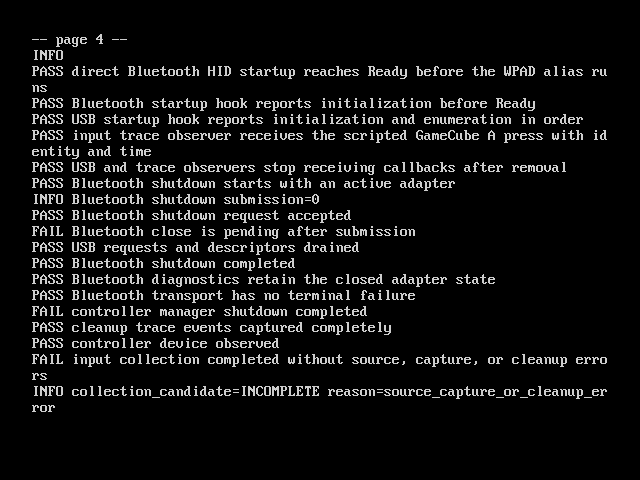 -- page 4 --
INFO
PASS direct Bluetooth HID startup reaches Ready before the WPAD alias ru
ns
PASS Bluetooth startup hook reports initialization before Ready
PASS USB startup hook reports initialization and enumeration in order
PASS input trace observer receives the scripted GameCube A press with id
entity and time
PASS USB and trace observers stop receiving callbacks after removal
PASS Bluetooth shutdown starts with an active adapter
INFO Bluetooth shutdown submission=0
PASS Bluetooth shutdown request accepted
FAIL Bluetooth close is pending after submission
PASS USB requests and descriptors drained
PASS Bluetooth shutdown completed
PASS Bluetooth diagnostics retain the closed adapter state
PASS Bluetooth transport has no terminal failure
FAIL controller manager shutdown completed
PASS cleanup trace events captured completely
PASS controller device observed
FAIL input collection completed without source, capture, or cleanup erro
rs
INFO collection_candidate=INCOMPLETE reason=source_capture_or_cleanup_er
ror